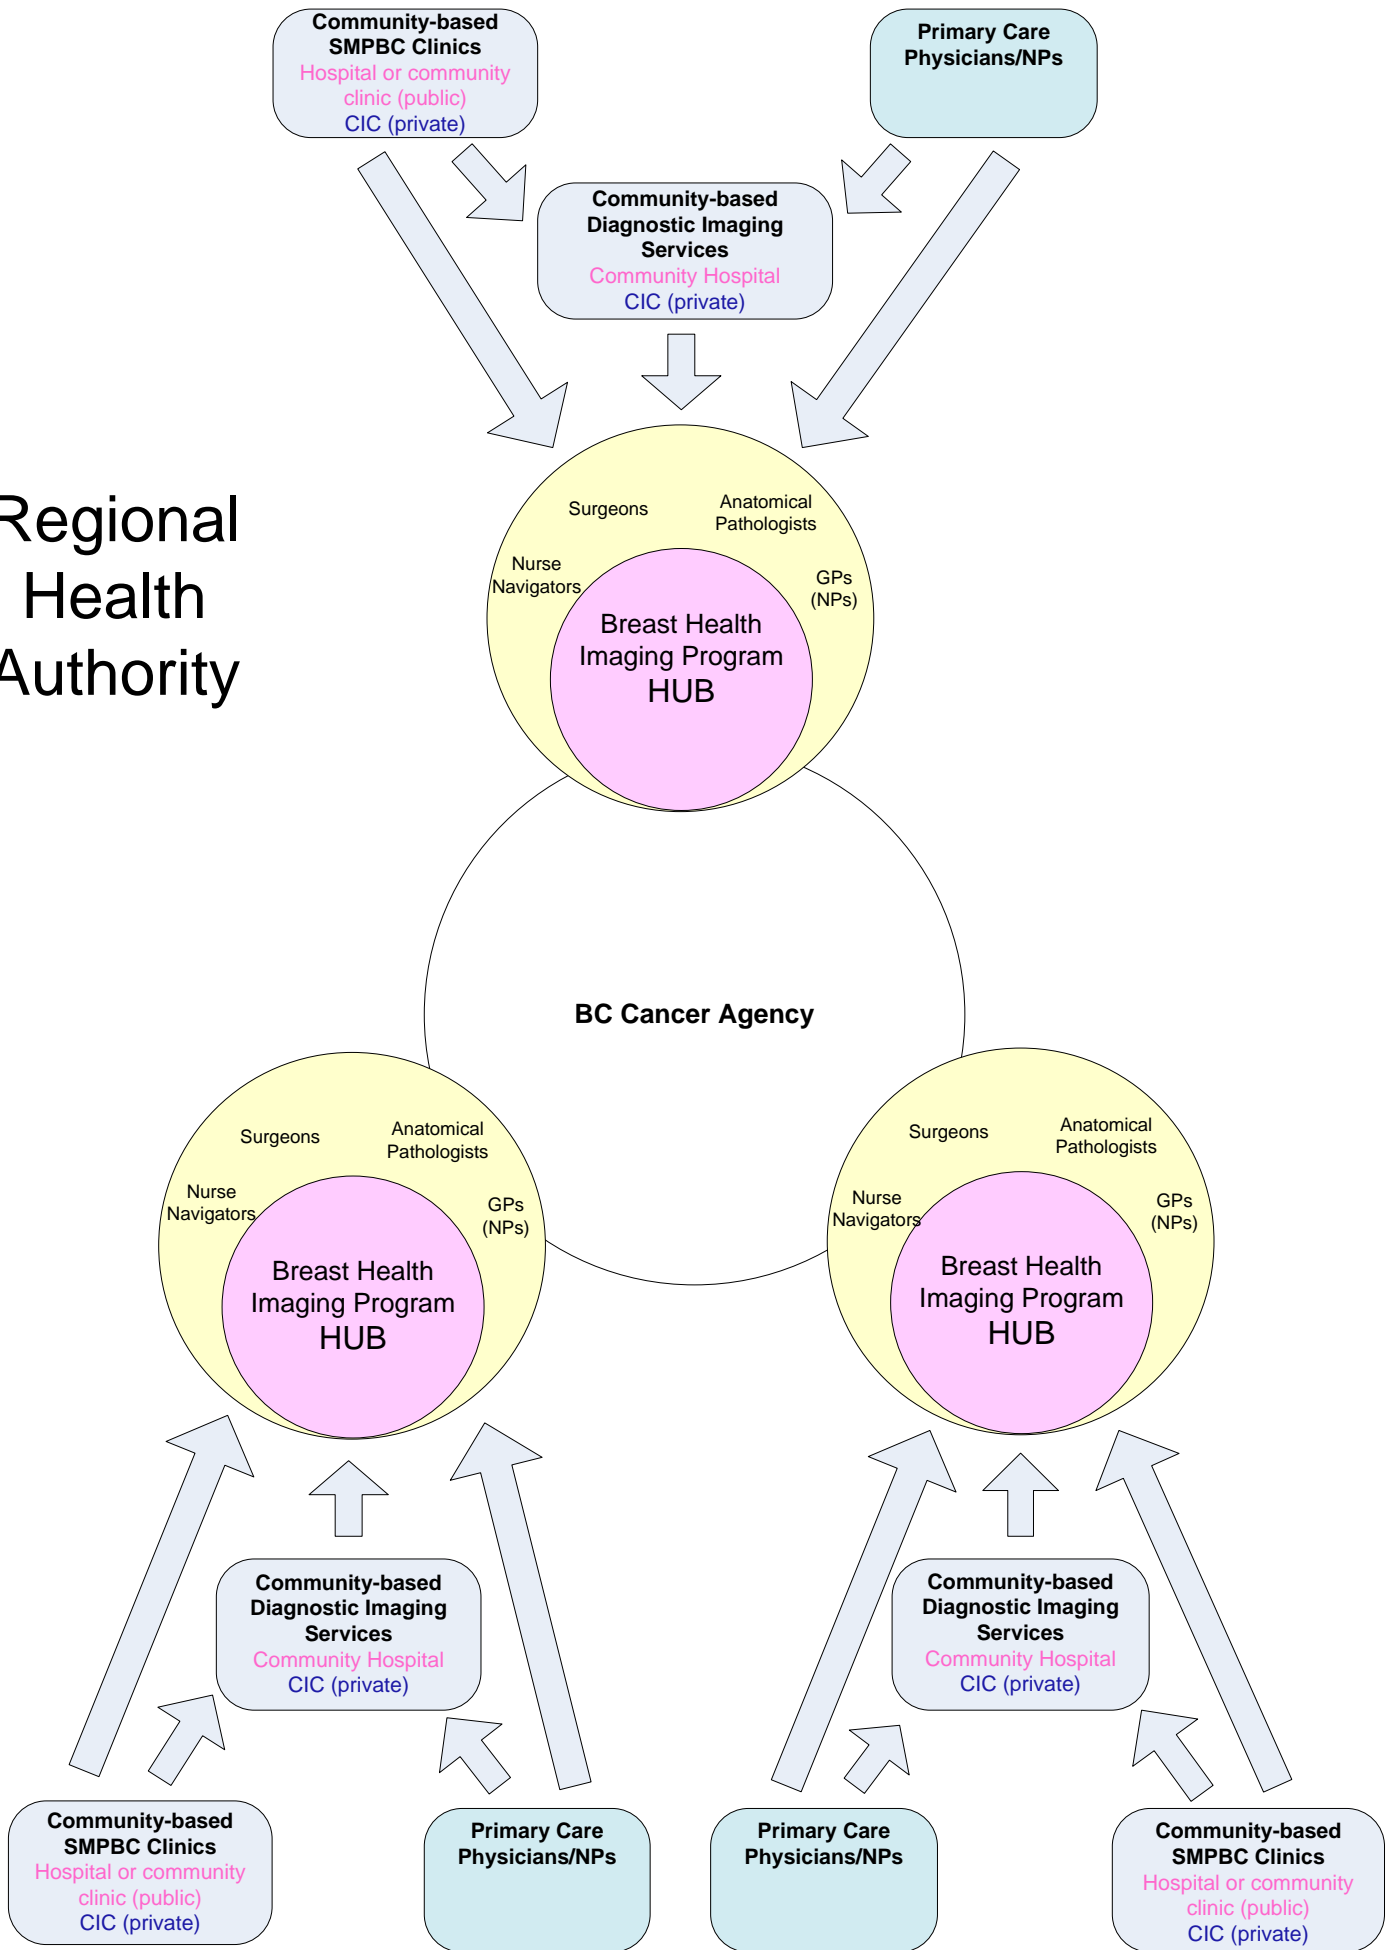 Community-based
SMPBC Clinics
Hospital or community
clinic (public)
CIC (private)
Primary Care
Physicians/NPs
Community-based
Diagnostic Imaging
Services
Community Hospital
CIC (private)
Regional
Health
Authority
Surgeons
Anatomical
Pathologists
Nurse
Navigators
GPs
(NPs)
Breast Health
Imaging Program
HUB
BC Cancer Agency
Surgeons
Anatomical
Pathologists
Nurse
Navigators
GPs
(NPs)
Breast Health
Imaging Program
HUB
Surgeons
Anatomical
Pathologists
Nurse
Navigators
GPs
(NPs)
Breast Health
Imaging Program
HUB
Community-based
Diagnostic Imaging
Services
Community Hospital
CIC (private)
Community-based
Diagnostic Imaging
Services
Community Hospital
CIC (private)
Community-based
SMPBC Clinics
Hospital or community
clinic (public)
CIC (private)
Primary Care
Physicians/NPs
Primary Care
Physicians/NPs
Community-based
SMPBC Clinics
Hospital or community
clinic (public)
CIC (private)